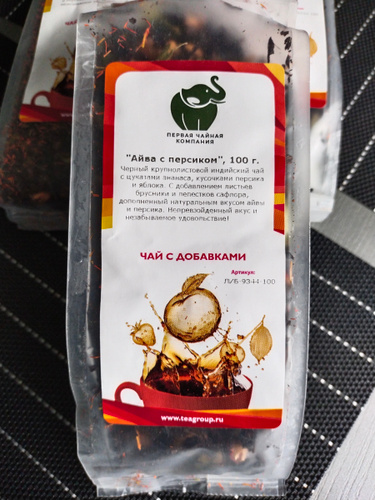 ПЕРВАЯ ЧАЙНАЯ
КОМПАНИЯ
"Айва с персиком", 100 г.
Черный крупнолистовой индийский чай
с цукатами ананаса, кусочками персика
и яблока. С добавлением листьев
брусники и лепестков сафлора,
дополненный натуральным вкусом айвы
и персика. Непревзойденный вкус и
незабываемое удовольствие!
ЧАЙ С ДОБАВКАМИ
Артикул:
100
www.teagroup.ru